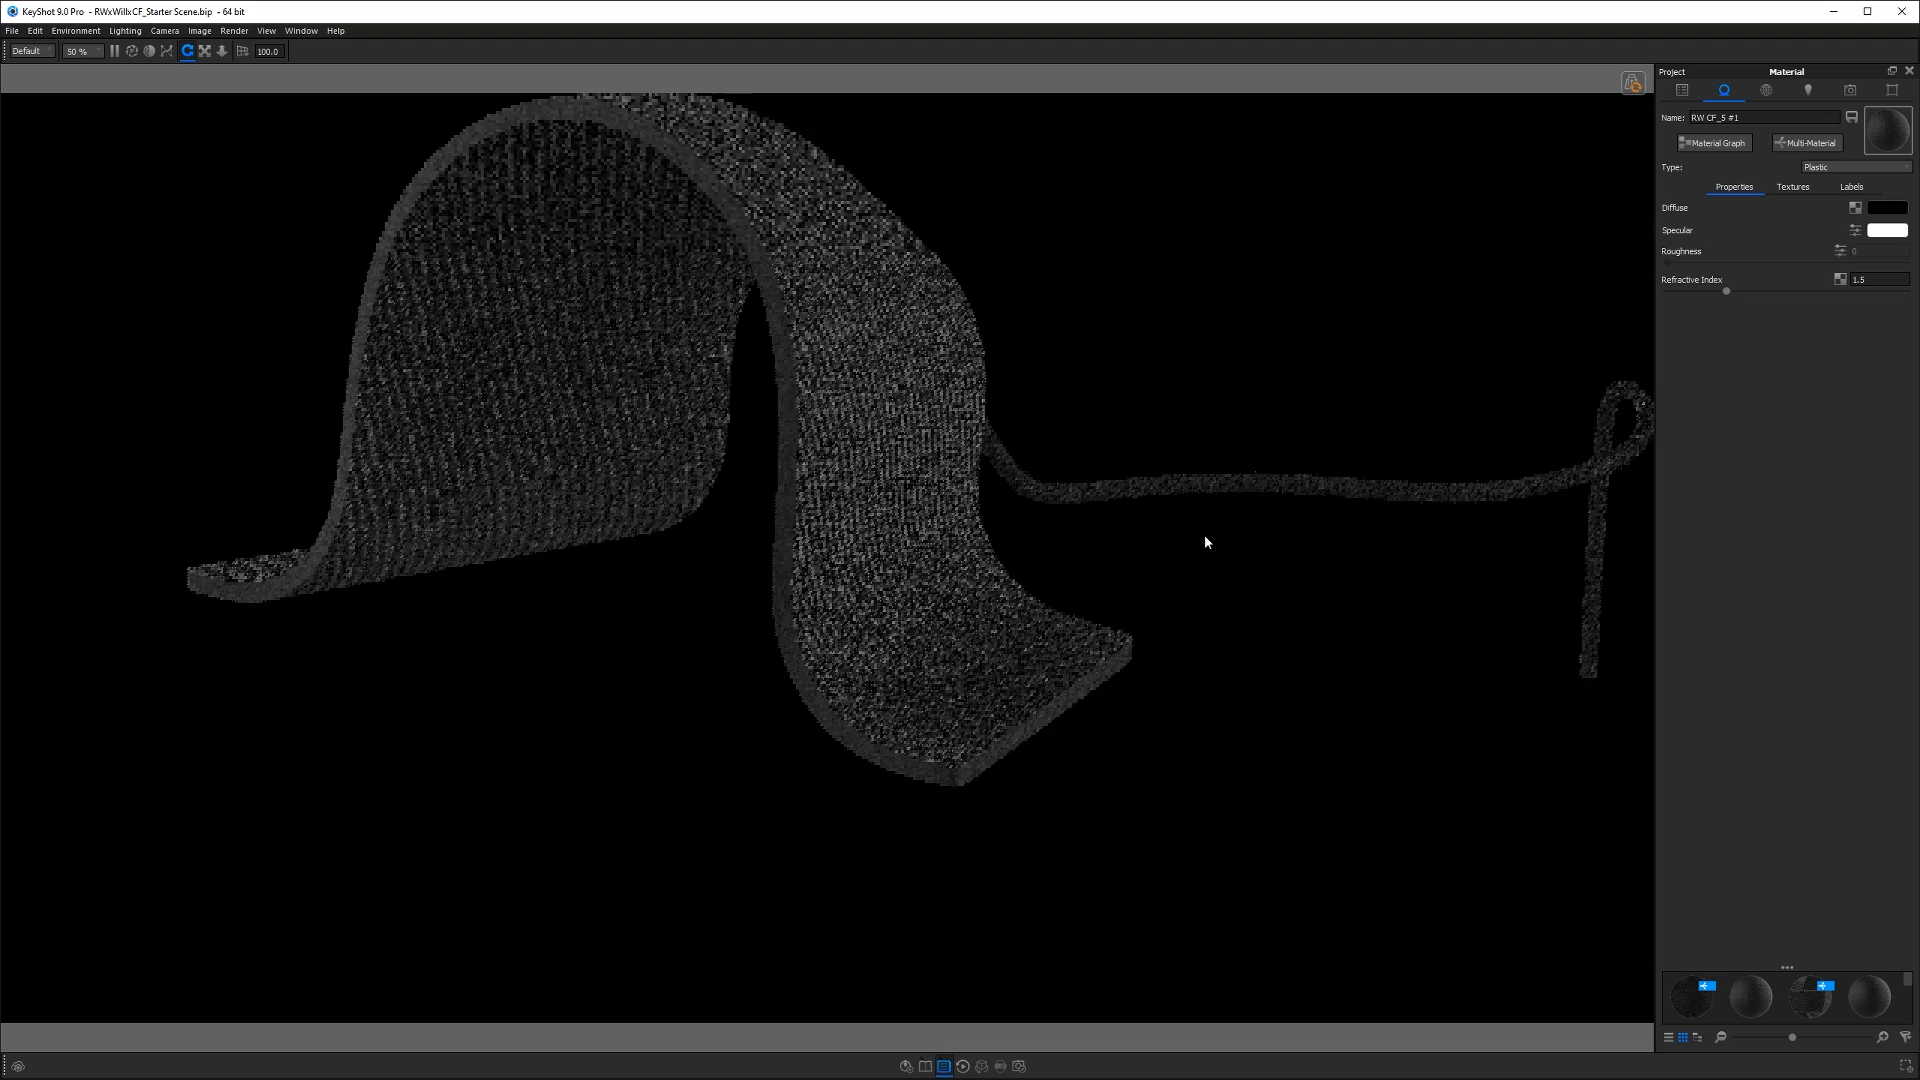 KeyShot 9.0 Pro - RWxWillxCF_Starter Scene.bip - 64 bit
File Edit Environment Lighting Camera Image Render View Window Help
Default 50 % 100.0
Project Material
Name: RW CF_5 #1
Material Graph Multi-Material
Type: Plastic
Properties Textures Labels
Diffuse
Specular
Roughness 0
Refractive Index 1.5